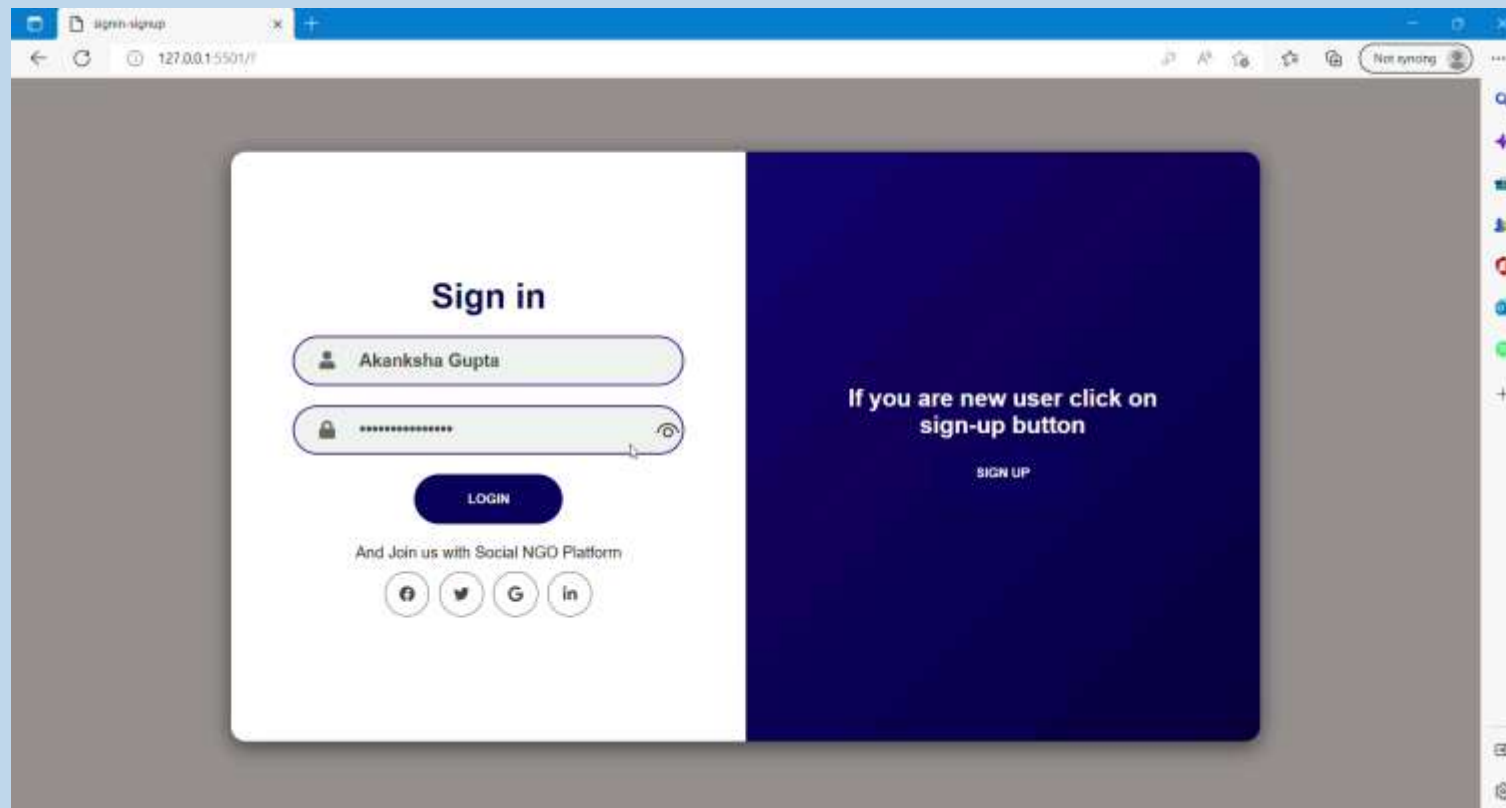 signin-signup
127.0.0.1:5501/?
Not syncing
Sign in
Akanksha Gupta
•••••••••••••••
LOGIN
And Join us with Social NGO Platform
If you are new user click on
sign-up button
SIGN UP